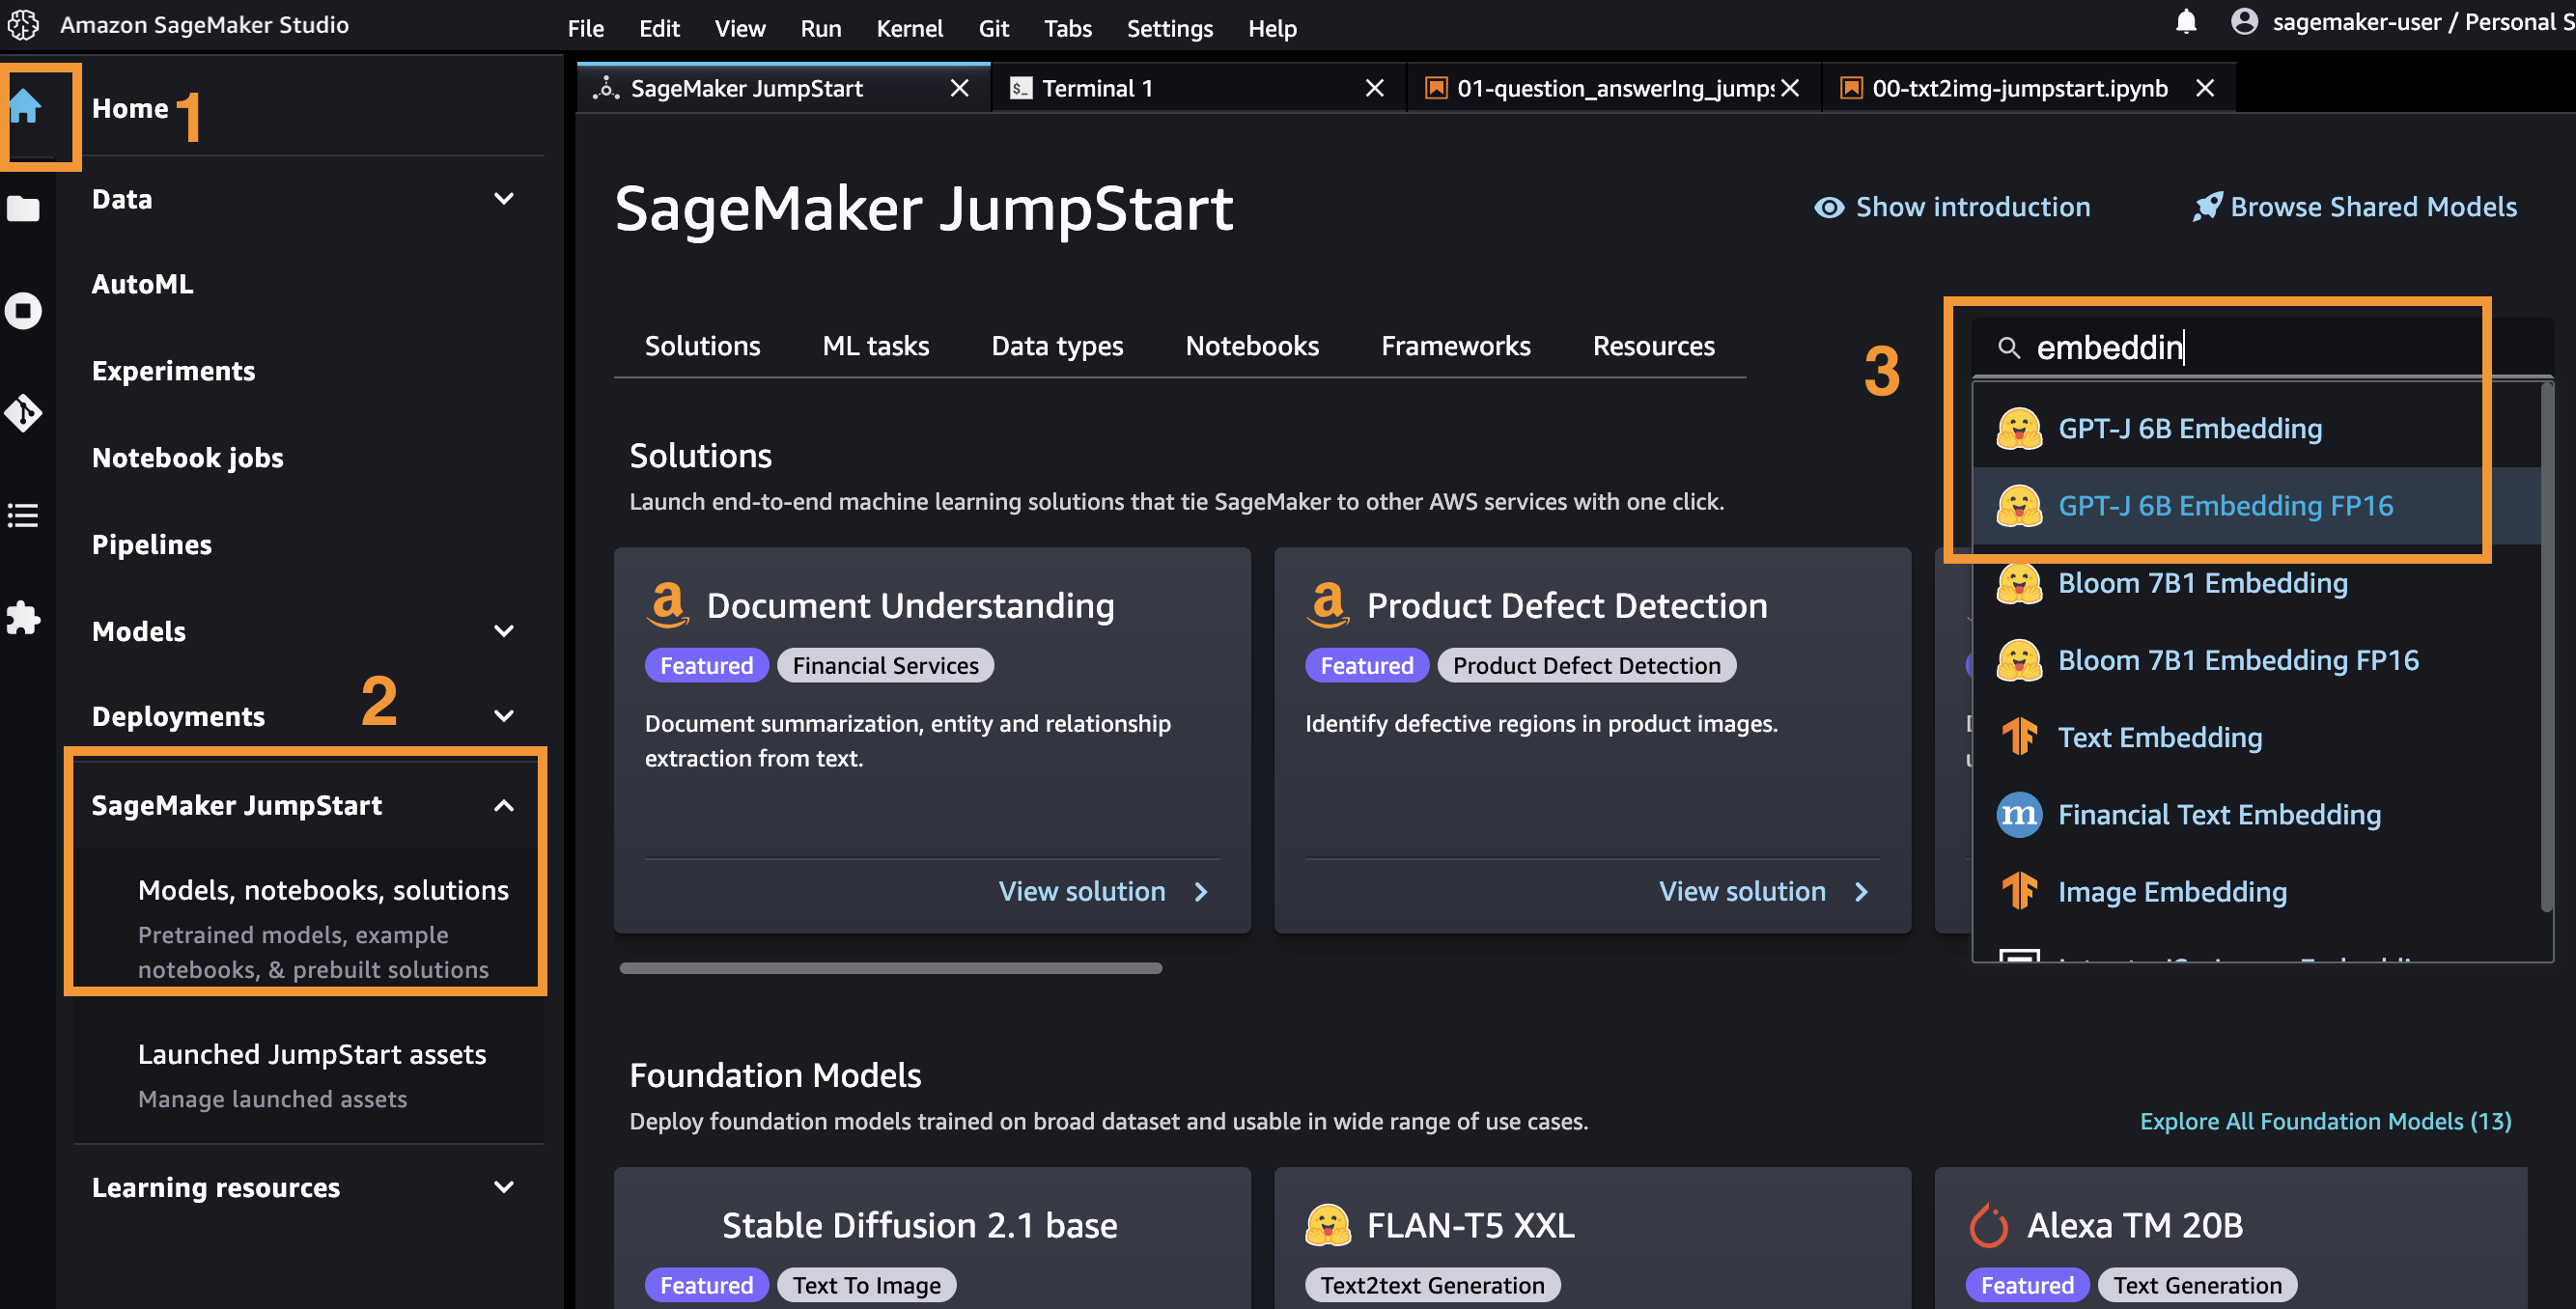 Amazon SageMaker Studio
File Edit View Run Kernel Git Tabs Settings Help
sagemaker-user / Personal S
Home 1
Data
AutoML
Experiments
Notebook jobs
Pipelines
Models
Deployments
2
SageMaker JumpStart
Models, notebooks, solutions
Pretrained models, example
notebooks, & prebuilt solutions
Launched JumpStart assets
Manage launched assets
Learning resources
SageMaker JumpStart
$_ Terminal 1
01-question_answerIng_jumps
00-txt2img-jumpstart.ipynb
SageMaker JumpStart
Show introduction
Browse Shared Models
Solutions ML tasks Data types Notebooks Frameworks Resources
3
embeddin
GPT-J 6B Embedding
GPT-J 6B Embedding FP16
Bloom 7B1 Embedding
Bloom 7B1 Embedding FP16
Text Embedding
m Financial Text Embedding
Image Embedding
Solutions
Launch end-to-end machine learning solutions that tie SageMaker to other AWS services with one click.
a Document Understanding
Featured Financial Services
Document summarization, entity and relationship
extraction from text.
View solution
a Product Defect Detection
Featured Product Defect Detection
Identify defective regions in product images.
View solution
Foundation Models
Deploy foundation models trained on broad dataset and usable in wide range of use cases.
Explore All Foundation Models (13)
Stable Diffusion 2.1 base
Featured Text To Image
FLAN-T5 XXL
Text2text Generation
Alexa TM 20B
Featured Text Generation